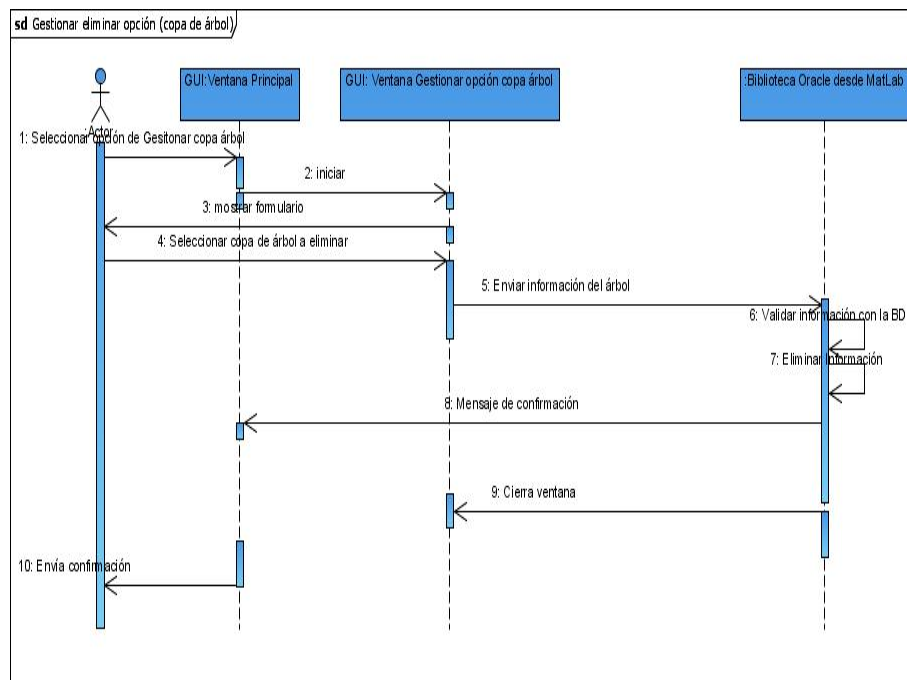 sd Gestionar eliminar opción (copa de árbol)
GUI:Ventana Principal
GUI: Ventana Gestionar opción copa árbol
:Biblioteca Oracle desde MatLab
:Actor
1: Seleccionar opción de Gesitonar copa árbol
2: iniciar
3: mostrar formulario
4: Seleccionar copa de árbol a eliminar
5: Enviar información del árbol
6: Validar información con la BD
7: Eliminar información
8: Mensaje de confirmación
9: Cierra ventana
10: Envía confirmación